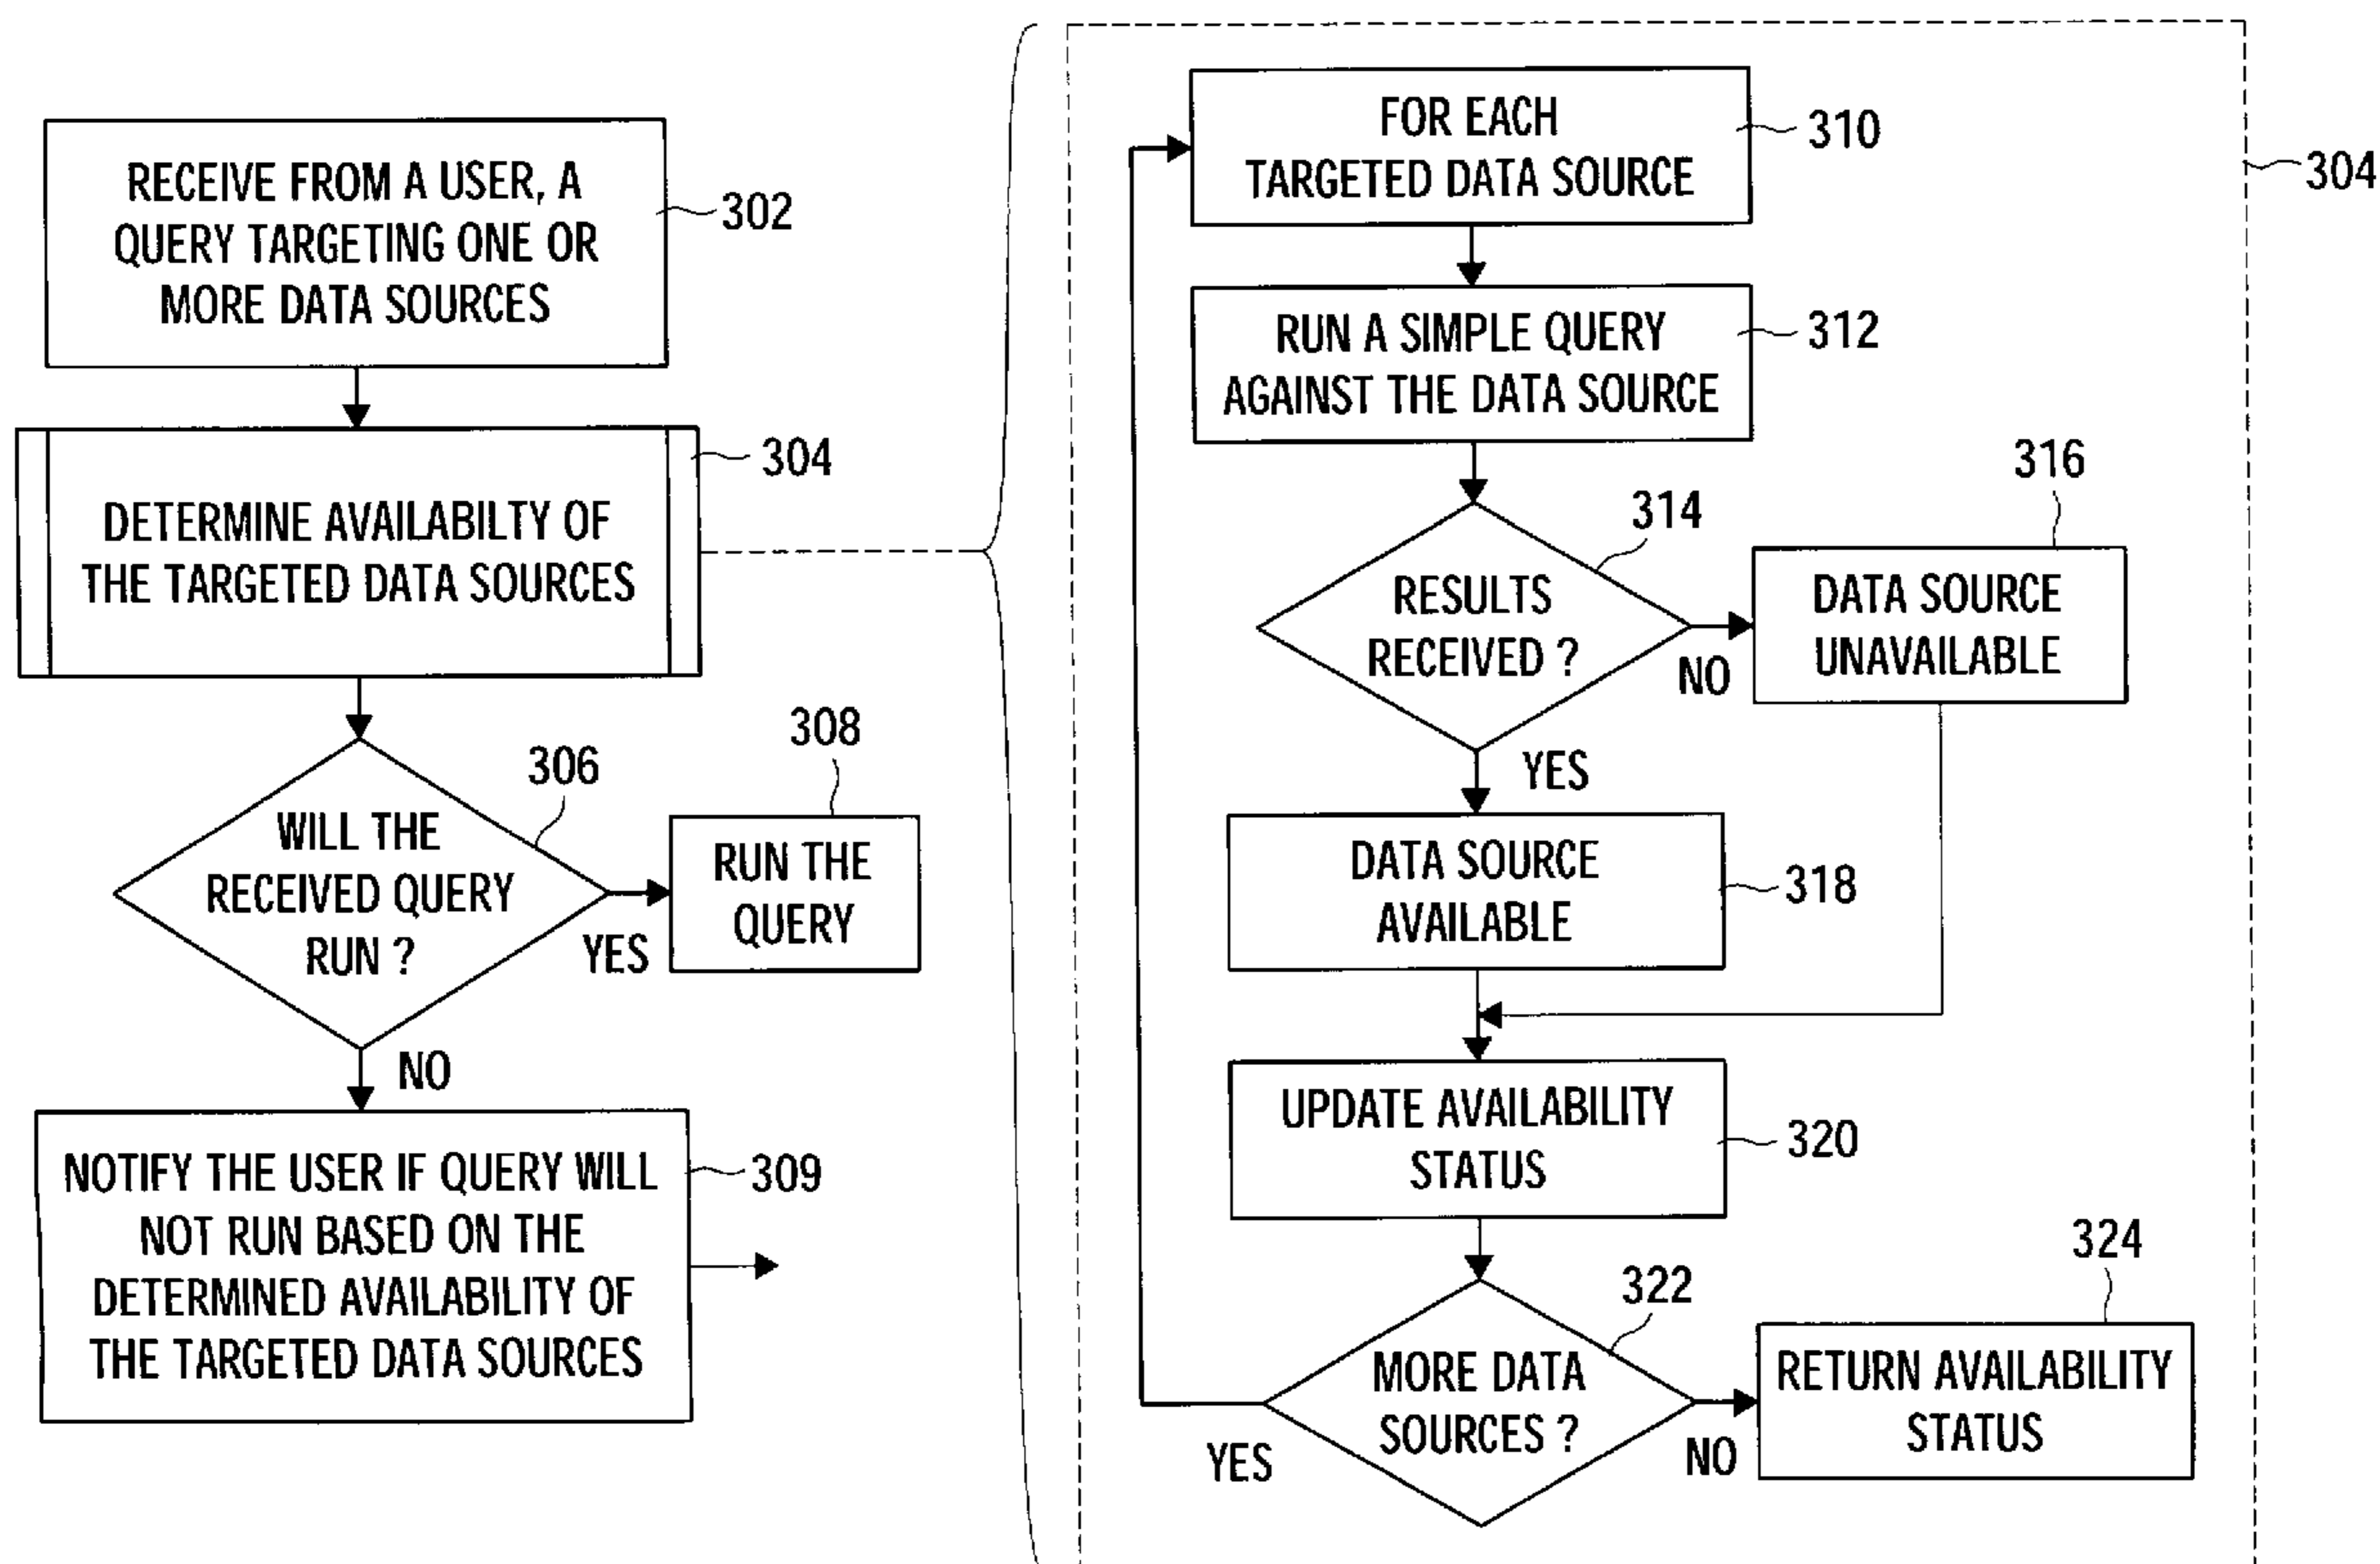 RECEIVE FROM A USER, A
QUERY TARGETING ONE OR
MORE DATA SOURCES
302
DETERMINE AVAILABILTY OF
THE TARGETED DATA SOURCES
304
WILL THE
RECEIVED QUERY
RUN ?
306
YES
RUN THE
QUERY
308
NO
NOTIFY THE USER IF QUERY WILL
NOT RUN BASED ON THE
DETERMINED AVAILABILITY OF
THE TARGETED DATA SOURCES
309
304
FOR EACH
TARGETED DATA SOURCE
310
RUN A SIMPLE QUERY
AGAINST THE DATA SOURCE
312
RESULTS
RECEIVED ?
314
NO
DATA SOURCE
UNAVAILABLE
316
YES
DATA SOURCE
AVAILABLE
318
UPDATE AVAILABILITY
STATUS
320
MORE DATA
SOURCES ?
322
YES
NO
RETURN AVAILABILITY
STATUS
324